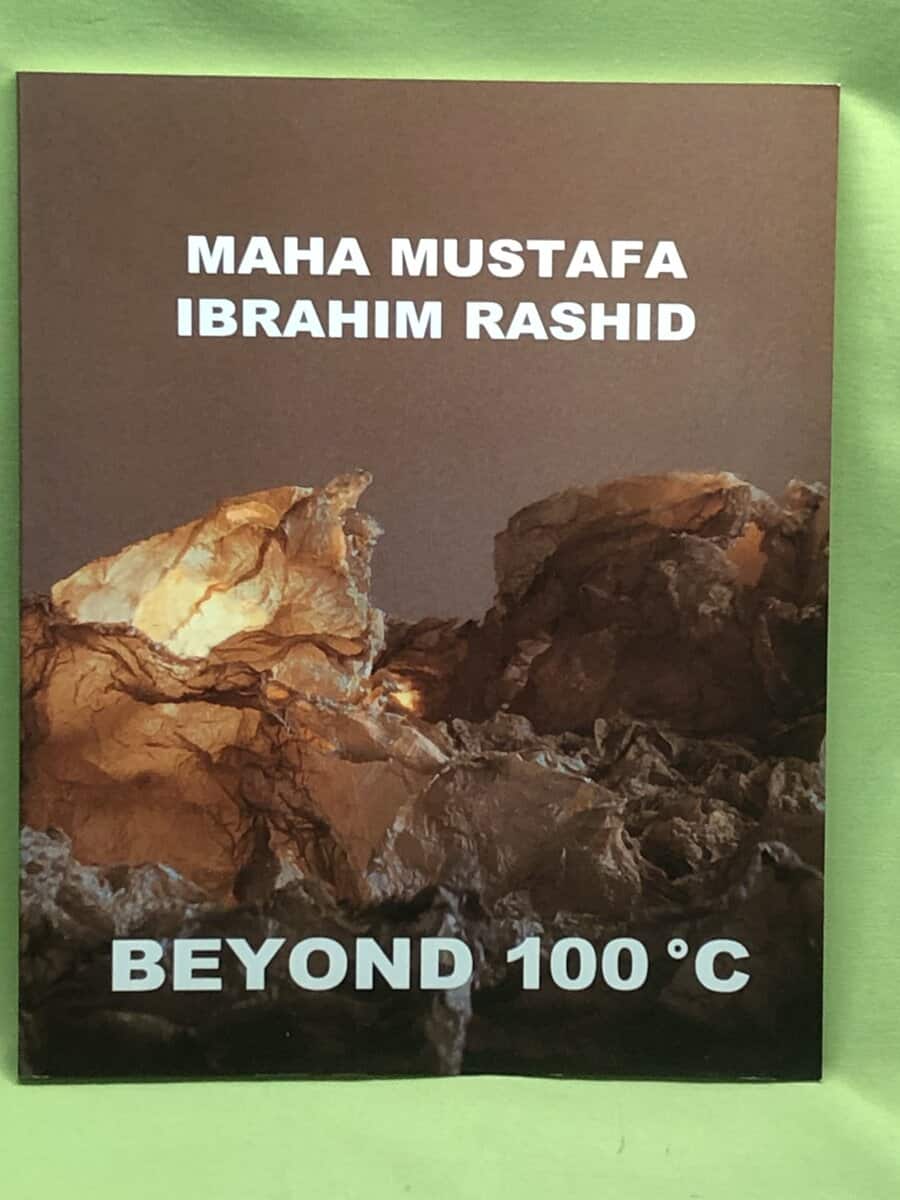 MAHA MUSTAFA
IBRAHIM RASHID
BEYOND 100 °C